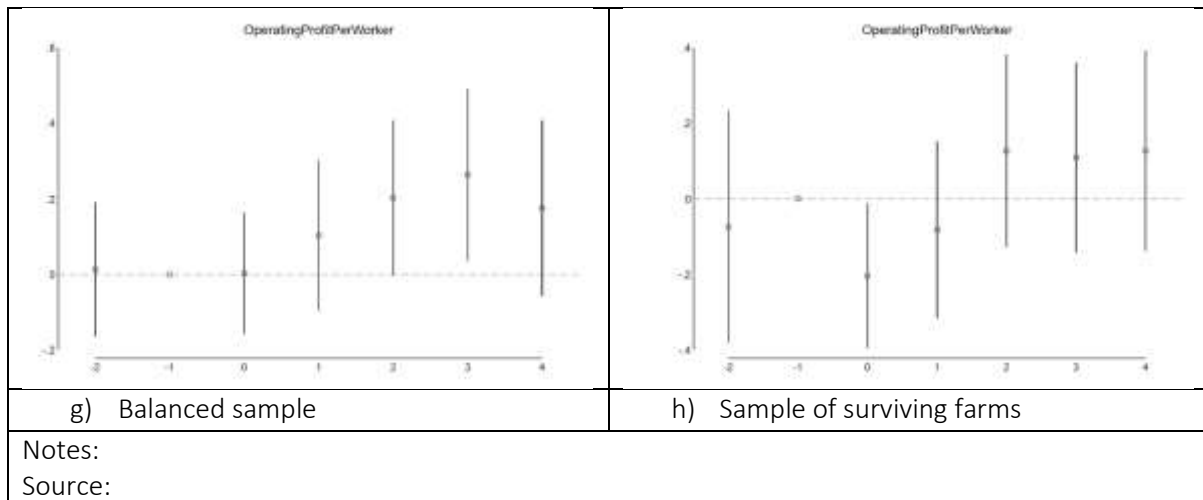 OperatingProfitPerWorker
.6
.4
.2
0
-.2
-2 -1 0 1 2 3 4
OperatingProfitPerWorker
.4
.2
0
-.2
-.4
-2 -1 0 1 2 3 4
g) Balanced sample
h) Sample of surviving farms
Notes:
Source: